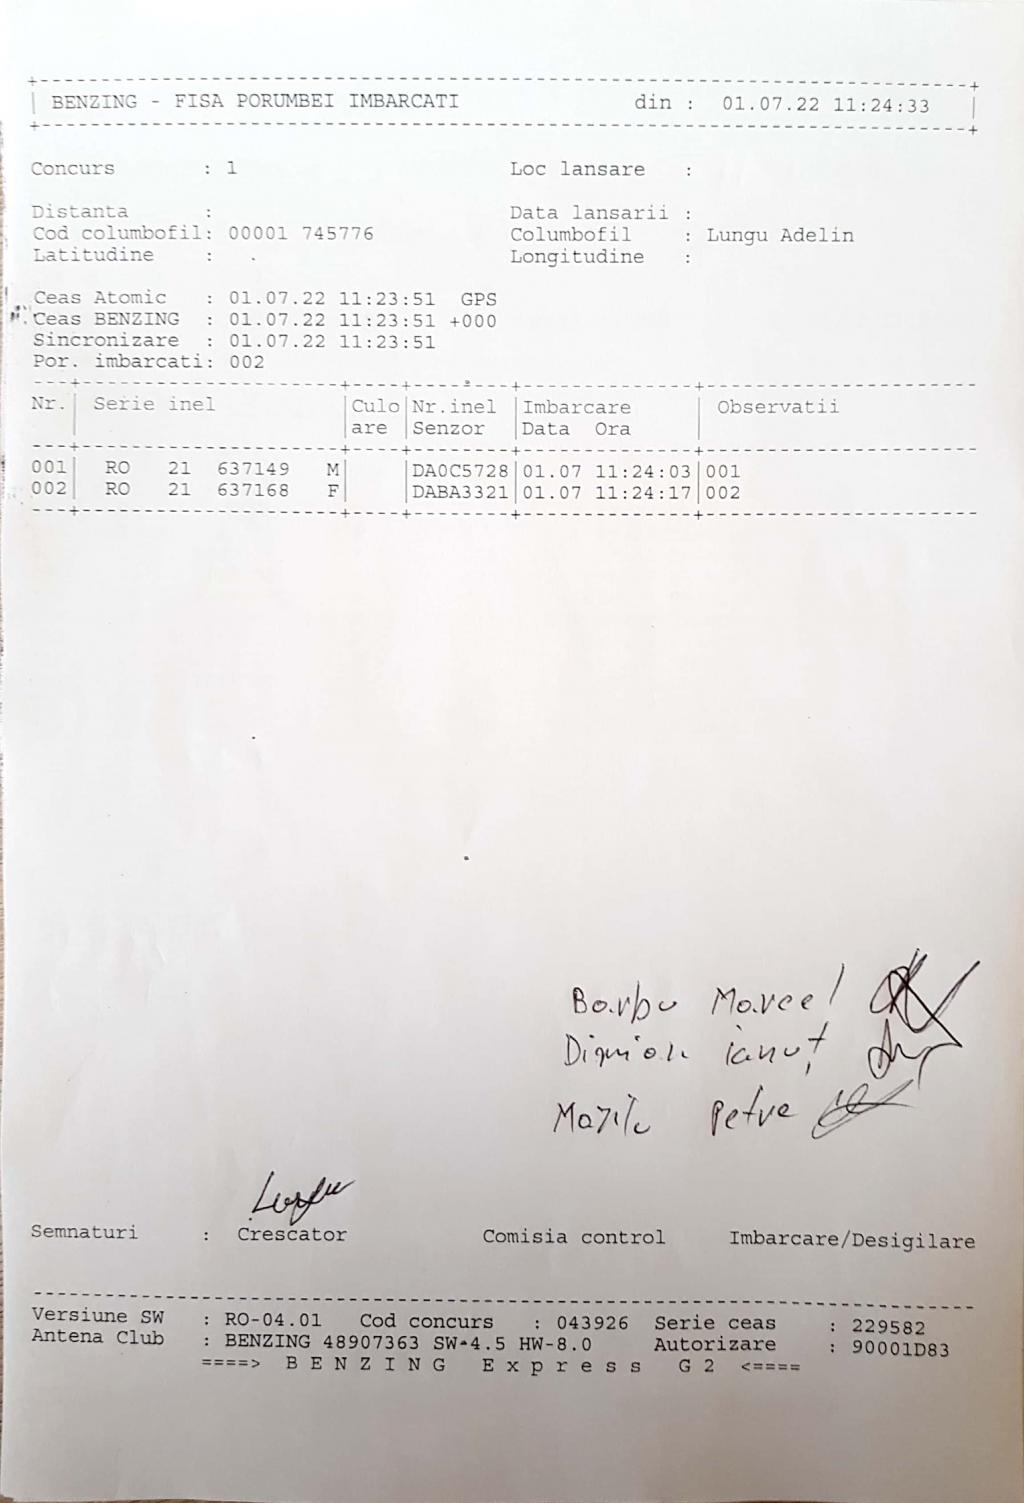 BENZING - FISA PORUMBEI IMBARCATI din : 01.07.22 11:24:33
Concurs : 1 Loc lansare :
Distanta : Data lansarii :
Cod columbofil: 00001 745776 Columbofil : Lungu Adelin
Latitudine : . Longitudine :
Ceas Atomic : 01.07.22 11:23:51 GPS
Ceas BENZING : 01.07.22 11:23:51 +000
Sincronizare : 01.07.22 11:23:51
Por. imbarcati: 002
Nr. Serie inel Culo Nr.inel Imbarcare Observatii
are Senzor Data Ora
001 RO 21 637149 M DA0C5728 01.07 11:24:03 001
002 RO 21 637168 F DABA3321 01.07 11:24:17 002
Barbu Marcel
ianuț
Mazilu Petre
Semnaturi : Crescator Comisia control Imbarcare/Desigilare
Versiune SW : RO-04.01 Cod concurs : 043926 Serie ceas : 229582
Antena Club : BENZING 48907363 SW-4.5 HW-8.0 Autorizare : 90001D83
====> B E N Z I N G E x p r e s s G 2 <====